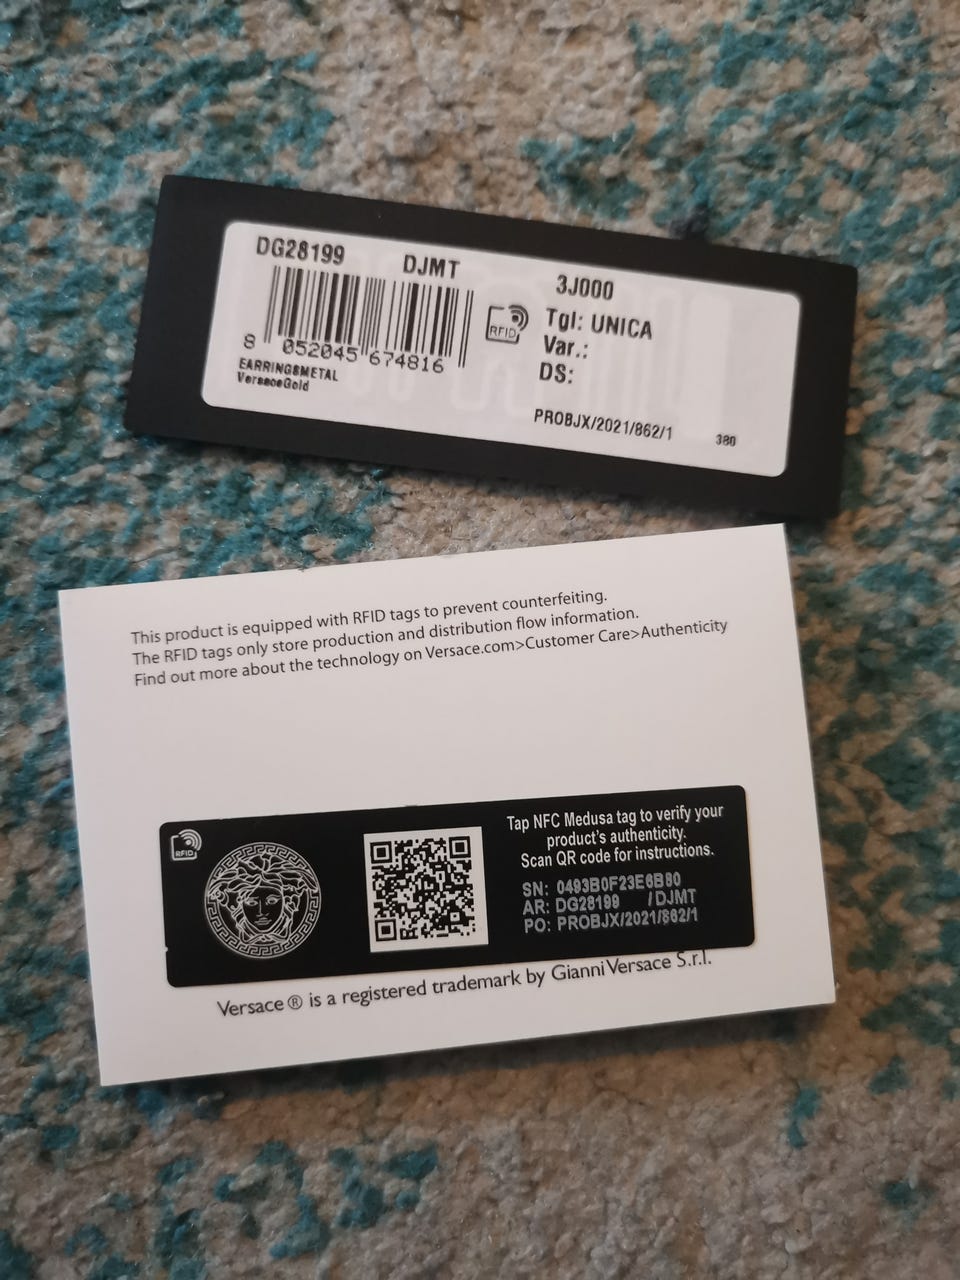 DG28199 DJMT 3J000
8 052045 674816
RFID
Tgl: UNICA
Var.:
DS:
EARRING&METAL
VersaceGold
PROBJX/2021/862/1 380
This product is equipped with RFID tags to prevent counterfeiting.
The RFID tags only store production and distribution flow information.
Find out more about the technology on Versace.com>Customer Care>Authenticity
RFID
Tap NFC Medusa tag to verify your
product's authenticity.
Scan QR code for instructions.
SN: 0493B0F23E6B80
AR: DG28199 /DJMT
PO: PROBJX/2021/862/1
Versace ® is a registered trademark by Gianni Versace S.r.l.